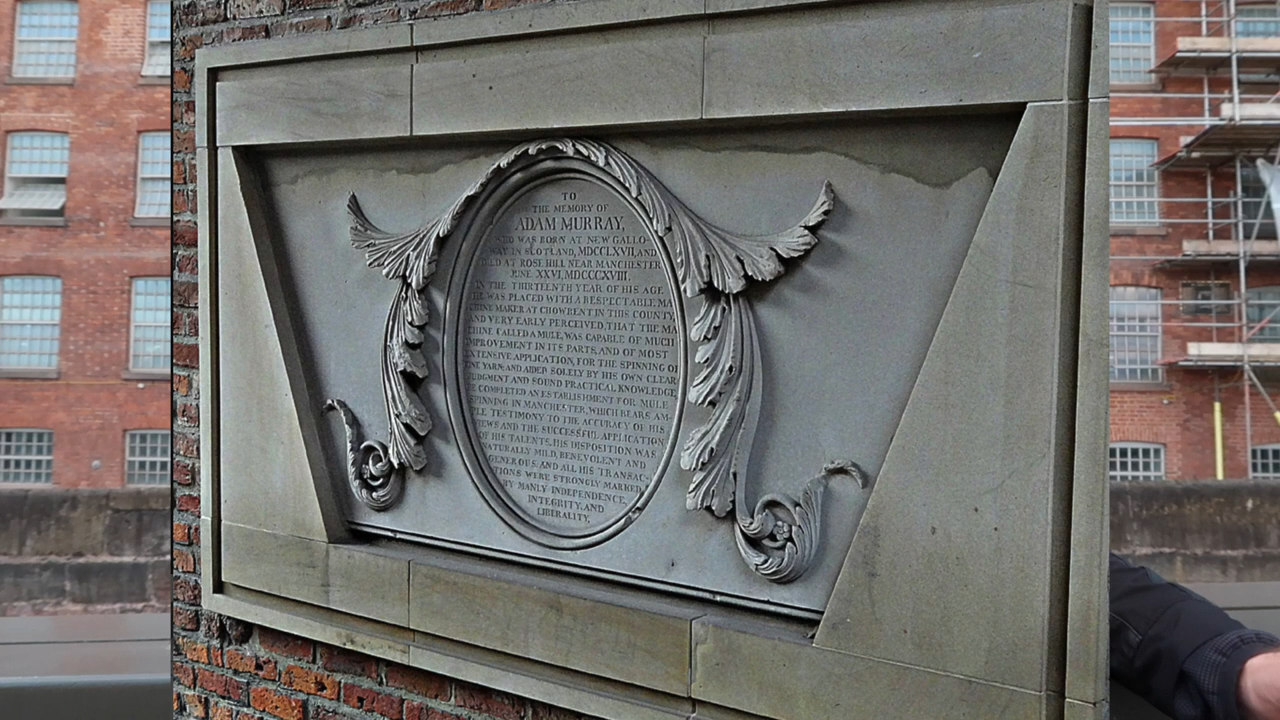 TO
THE MEMORY OF
ADAM MURRAY,
WHO WAS BORN AT NEW GALLO-
WAY IN SCOTLAND, MDCCLXVII, AND
DIED AT ROSE HILL NEAR MANCHESTER
JUNE XXVI, MDCCCXVIII.
IN THE THIRTEENTH YEAR OF HIS AGE
HE WAS PLACED WITH A RESPECTABLE MA
CHINE MAKER AT CHOWBENT IN THIS COUNTY
AND VERY EARLY PERCEIVED, THAT THE MA
CHINE CALLED A MULE, WAS CAPABLE OF MUCH
IMPROVEMENT IN ITS PARTS, AND OF MOST
EXTENSIVE APPLICATION, FOR THE SPINNING OF
FINE YARN: AND AIDED SOLELY BY HIS OWN CLEAR
JUDGMENT AND SOUND PRACTICAL KNOWLEDGE,
HE COMPLETED AN ESTABLISHMENT FOR MULE
SPINNING IN MANCHESTER, WHICH BEARS AM-
PLE TESTIMONY TO THE ACCURACY OF HIS
VIEWS AND THE SUCCESSFUL APPLICATION
OF HIS TALENTS. HIS DISPOSITION WAS
NATURALLY MILD, BENEVOLENT AND
GENEROUS, AND ALL HIS TRANSAC-
TIONS WERE STRONGLY MARKED
BY MANLY INDEPENDENCE,
INTEGRITY, AND
LIBERALITY.